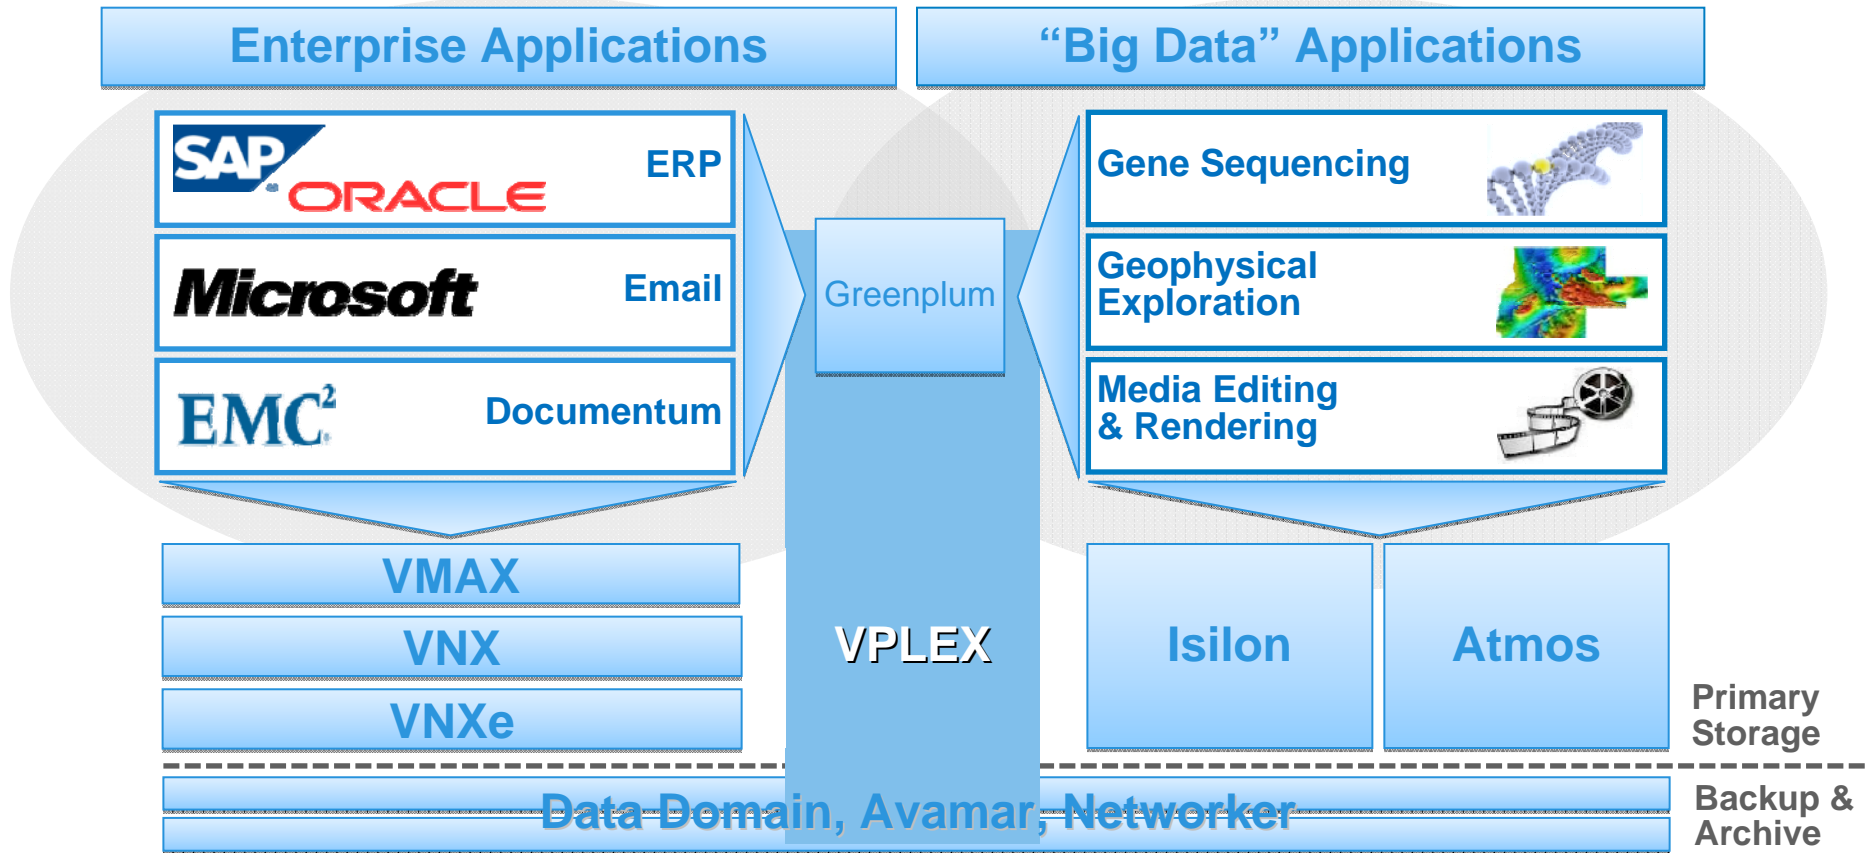 Enterprise Applications
“Big Data” Applications
SAP
ORACLE
ERP
Microsoft
Email
EMC²
Documentum
Greenplum
Gene Sequencing
Geophysical
Exploration
Media Editing
& Rendering
VMAX
VNX
VNXe
VPLEX
Isilon
Atmos
Primary
Storage
Data Domain, Avamar, Networker
Backup &
Archive